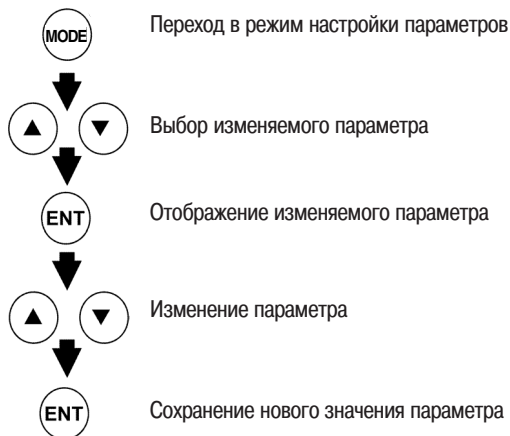 MODE Переход в режим настройки параметров
▲ ▼ Выбор изменяемого параметра
ENT Отображение изменяемого параметра
▲ ▼ Изменение параметра
ENT Сохранение нового значения параметра